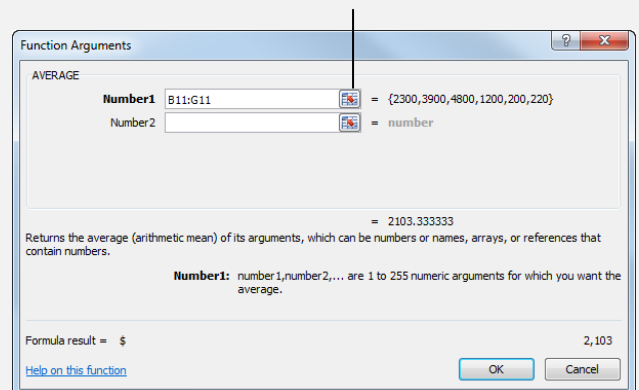 Function Arguments
AVERAGE
Number1 B11:G11 = {2300,3900,4800,1200,200,220}
Number2 = number
= 2103.333333
Returns the average (arithmetic mean) of its arguments, which can be numbers or names, arrays, or references that
contain numbers.
Number1: number1,number2,... are 1 to 255 numeric arguments for which you want the
average.
Formula result = $ 2,103
Help on this function OK Cancel